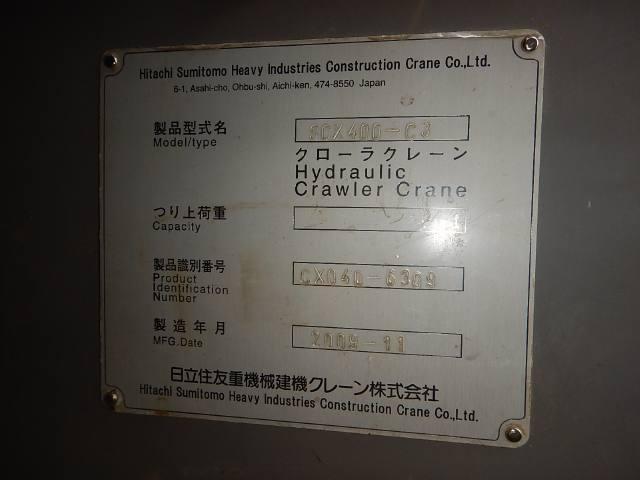 Hitachi Sumitomo Heavy Industries Construction Crane Co.,Ltd.
6-1, Asahi-cho, Ohbu-shi, Aichi-ken, 474-8550 Japan
製品型式名
Model/type
SCX400-C3
クローラクレーン
Hydraulic
Crawler Crane
つり上荷重
Capacity
製品識別番号
Product
Identification
Number
CX040-6309
製造年月
MFG.Date
日立住友重機械建機クレーン株式会社
Hitachi Sumitomo Heavy Industries Construction Crane Co.,Ltd.